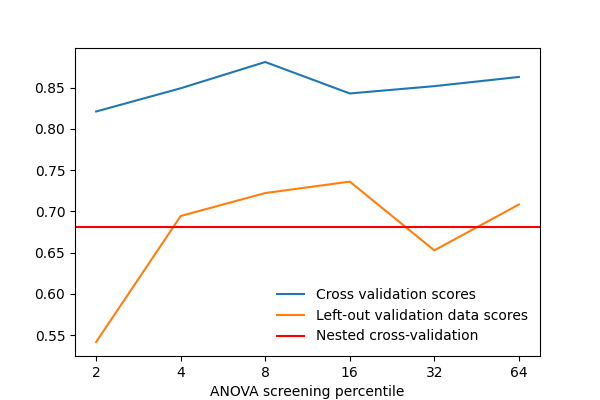 0.85
0.80
0.75
0.70
0.65
0.60
0.55
Cross validation scores
Left-out validation data scores
Nested cross-validation
2 4 8 16 32 64
ANOVA screening percentile